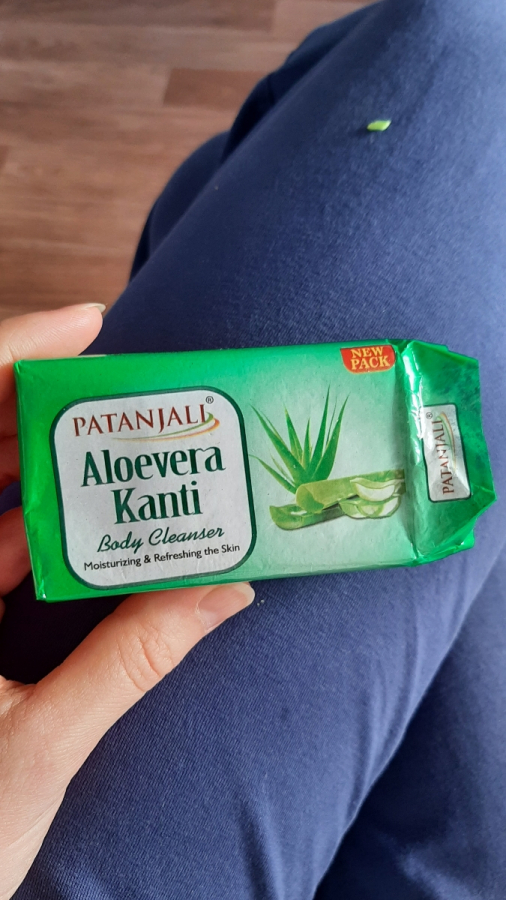 NEW
PACK
PATANJALI®
Aloevera
Kanti
Body Cleanser
Moisturizing & Refreshing the Skin
PATANJALI®